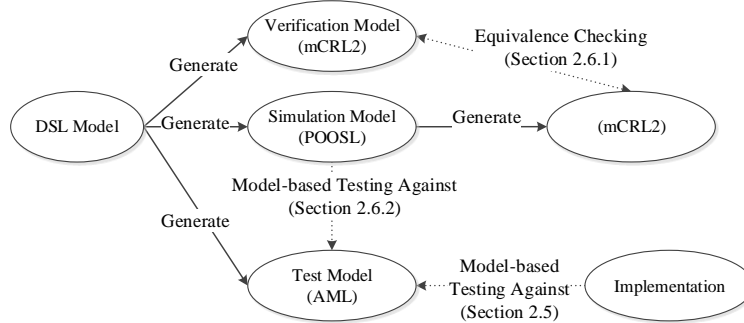 Verification Model
(mCRL2)
Equivalence Checking
(Section 2.6.1)
Generate
DSL Model
Generate
Simulation Model
(POOSL)
Generate
(mCRL2)
Model-based Testing Against
(Section 2.6.2)
Generate
Test Model
(AML)
Model-based
Testing Against
(Section 2.5)
Implementation